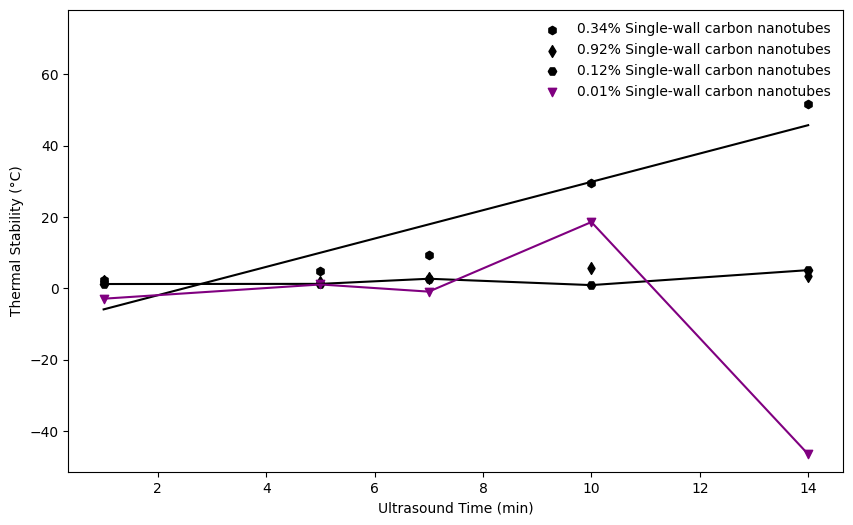 0.34% Single-wall carbon nanotubes
0.92% Single-wall carbon nanotubes
0.12% Single-wall carbon nanotubes
0.01% Single-wall carbon nanotubes
60
40
20
0
−20
−40
Thermal Stability (°C)
2 4 6 8 10 12 14
Ultrasound Time (min)